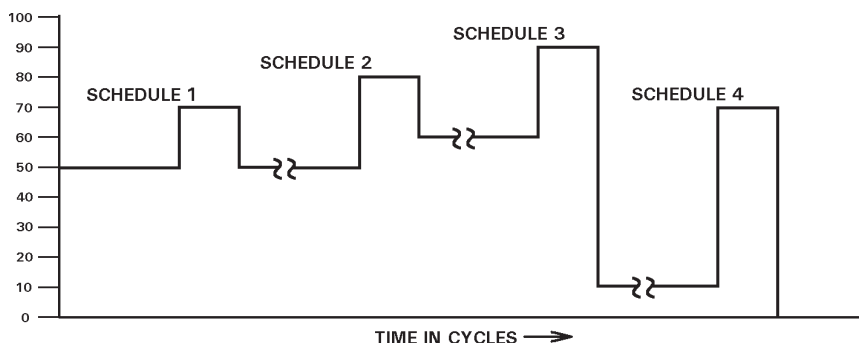 100
90
80
70
60
50
40
30
20
10
0
SCHEDULE 1
SCHEDULE 2
SCHEDULE 3
SCHEDULE 4
TIME IN CYCLES